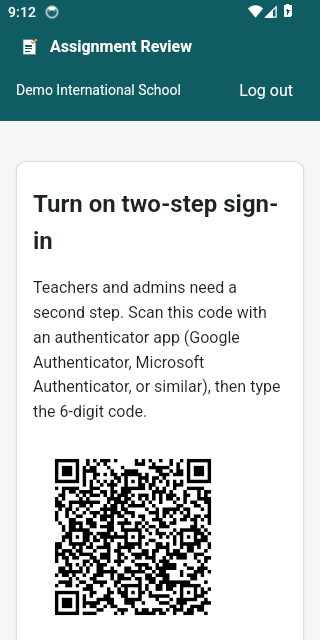 9:12
Assignment Review
Demo International School
Log out
Turn on two-step sign-
in
Teachers and admins need a
second step. Scan this code with
an authenticator app (Google
Authenticator, Microsoft
Authenticator, or similar), then type
the 6-digit code.